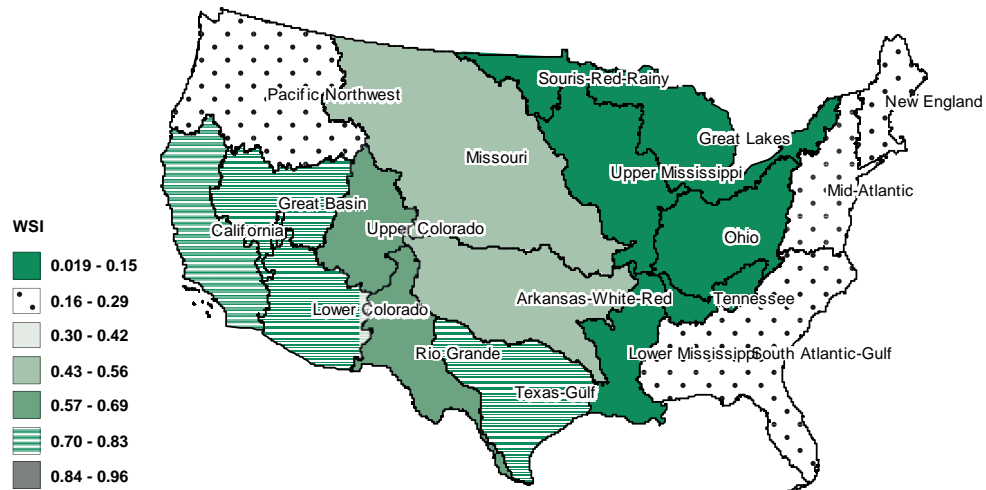 Souris-Red-Rainy
Pacific Northwest
New England
Great Lakes
Missouri
Upper Mississippi
Mid-Atlantic
Great Basin
California
Upper Colorado
Ohio
WSI
0.019 - 0.15
0.16 - 0.29
0.30 - 0.42
0.43 - 0.56
0.57 - 0.69
0.70 - 0.83
0.84 - 0.96
Arkansas-White-Red
Tennessee
Lower Colorado
Rio Grande
Lower Mississippi
South Atlantic-Gulf
Texas-Gulf